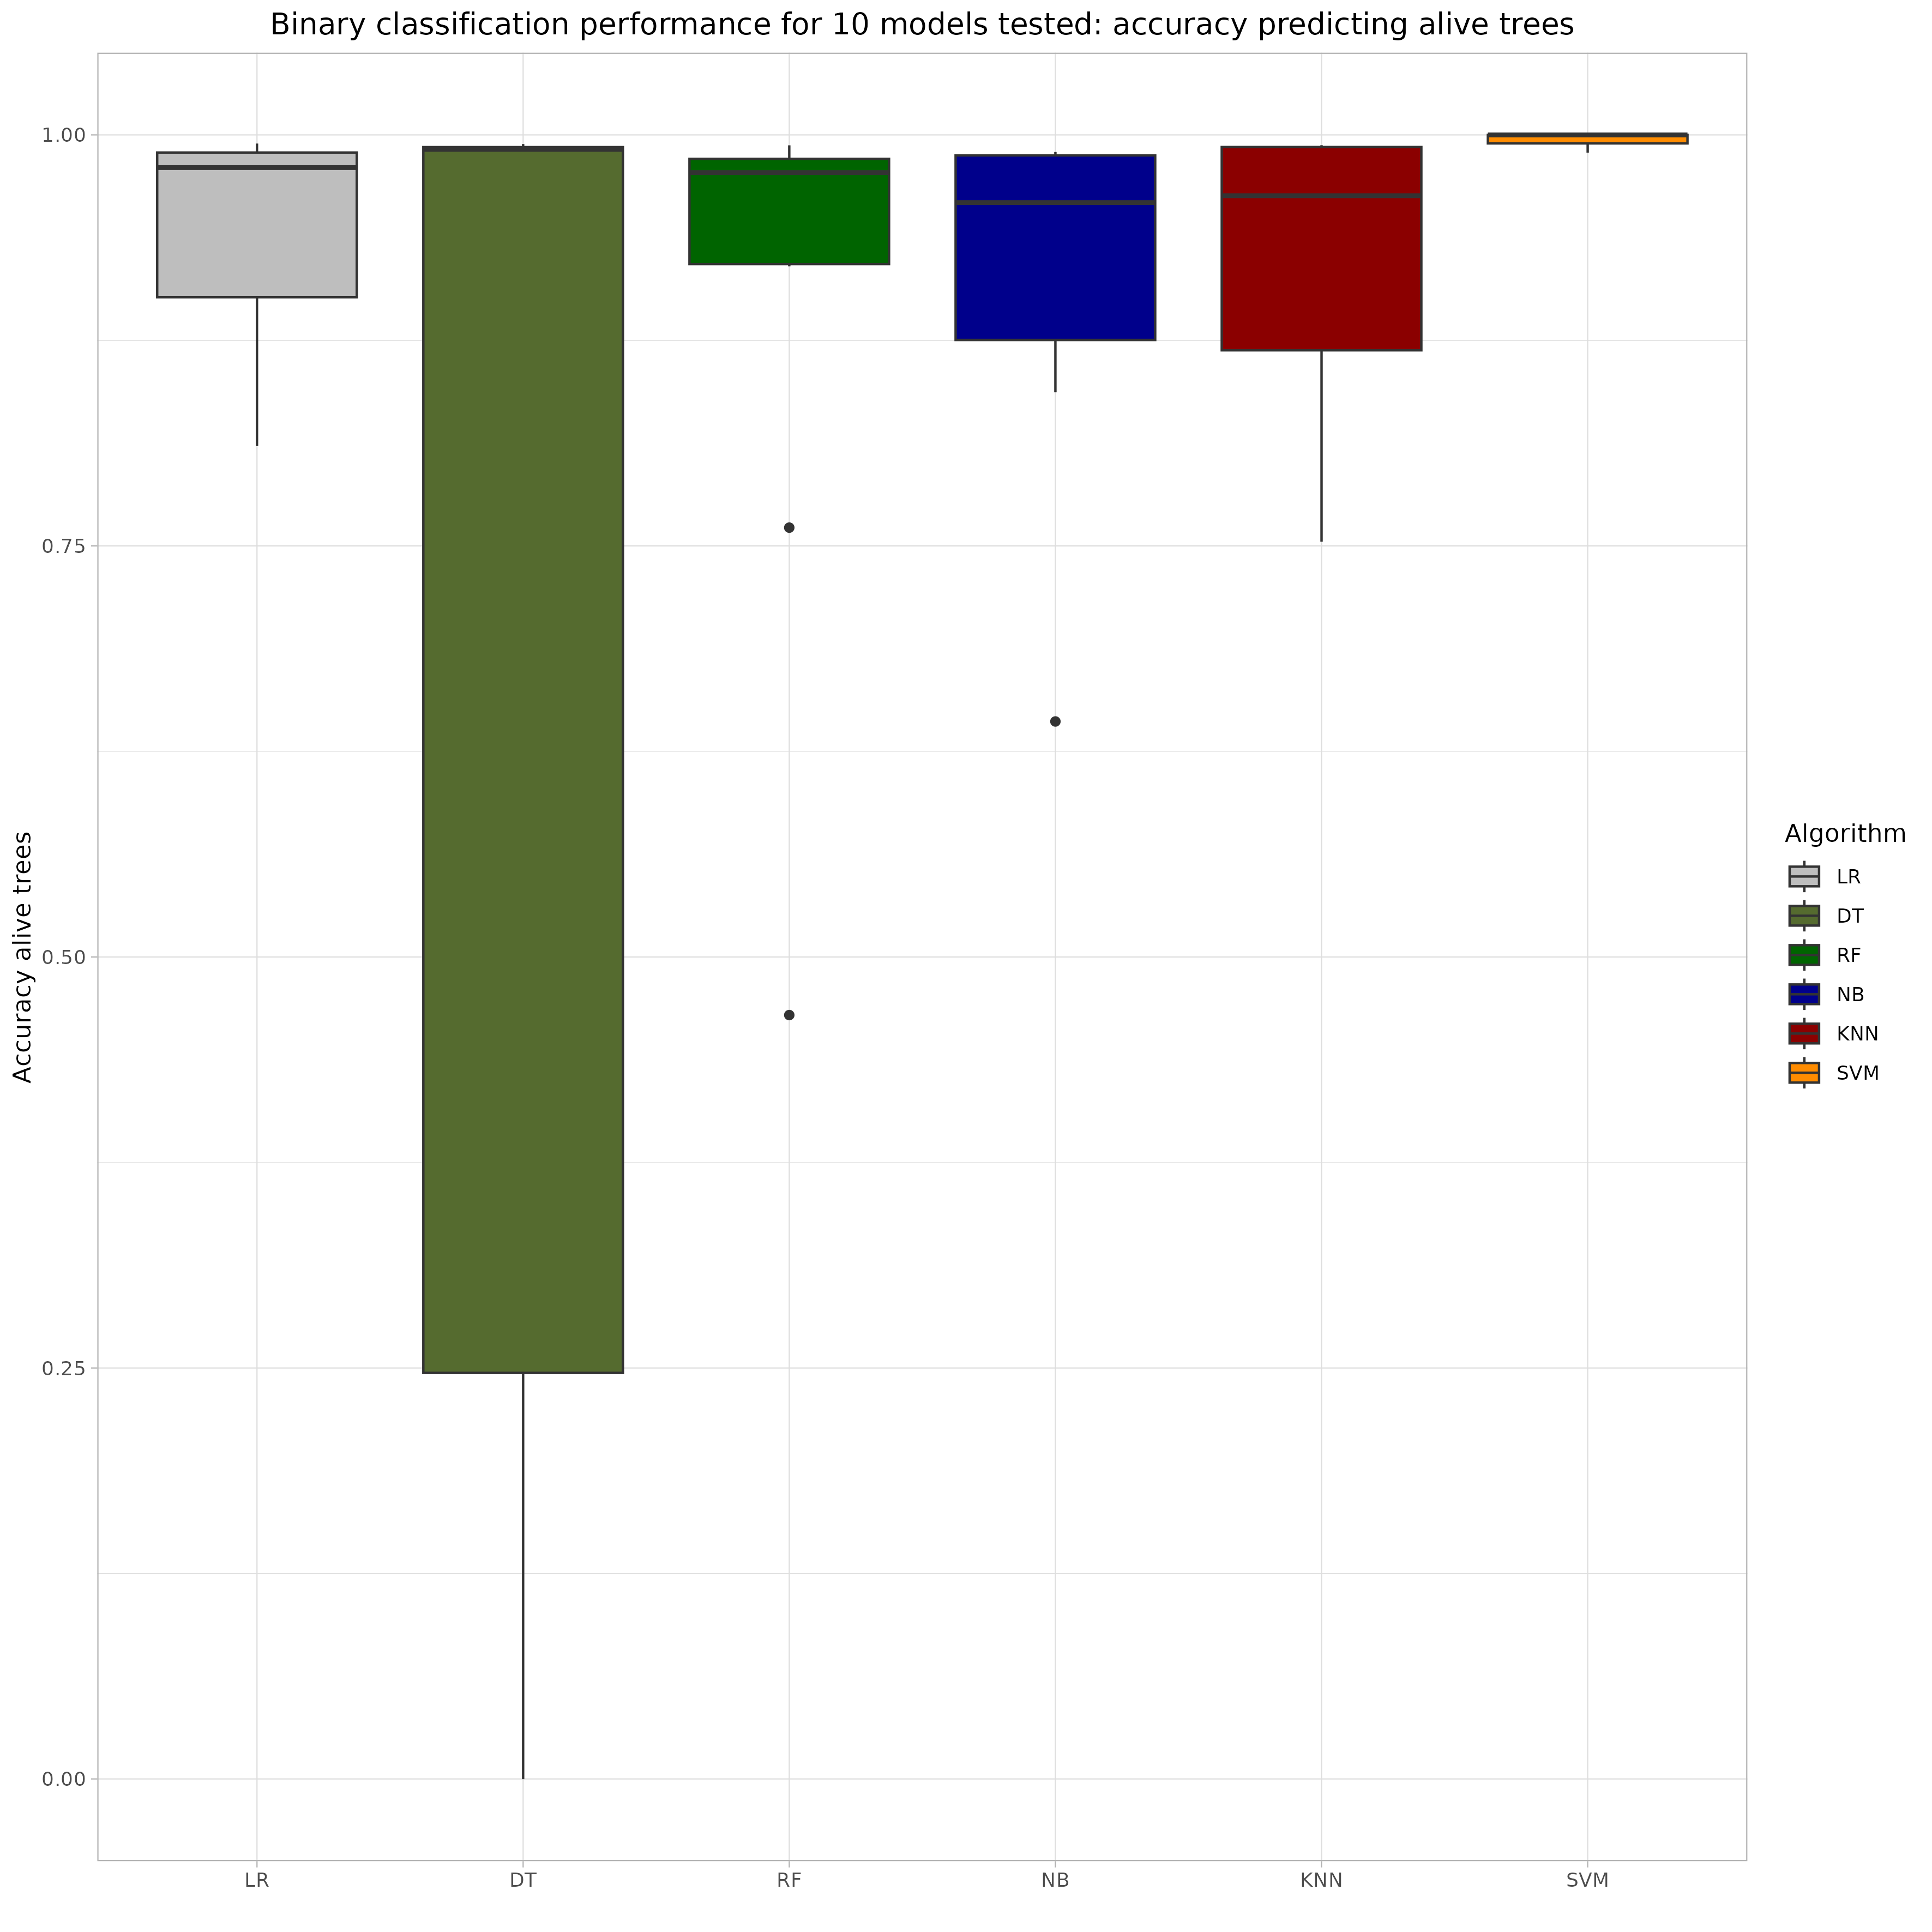 Binary classification performance for 10 models tested: accuracy predicting alive trees
Accuracy alive trees
1.00
0.75
0.50
0.25
0.00
LR
DT
RF
NB
KNN
SVM
Algorithm
LR
DT
RF
NB
KNN
SVM